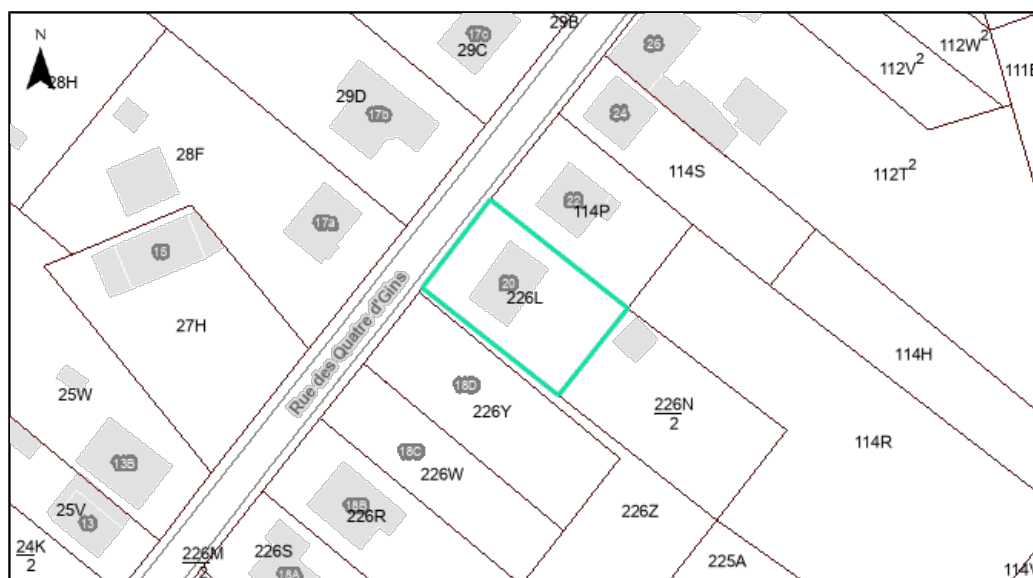 29B
17c
29C
26
112W²
112V²
N
28H
111E
29D
17b
24
28F
114S
112T²
22
114P
17a
15
20
226L
Rue des Quatre d'Gins
27H
114H
25W
18D
226Y
226N
2
114R
18C
226W
13B
18B
226R
226Z
25V
13
24K
2
226M
2
226S
18A
225A